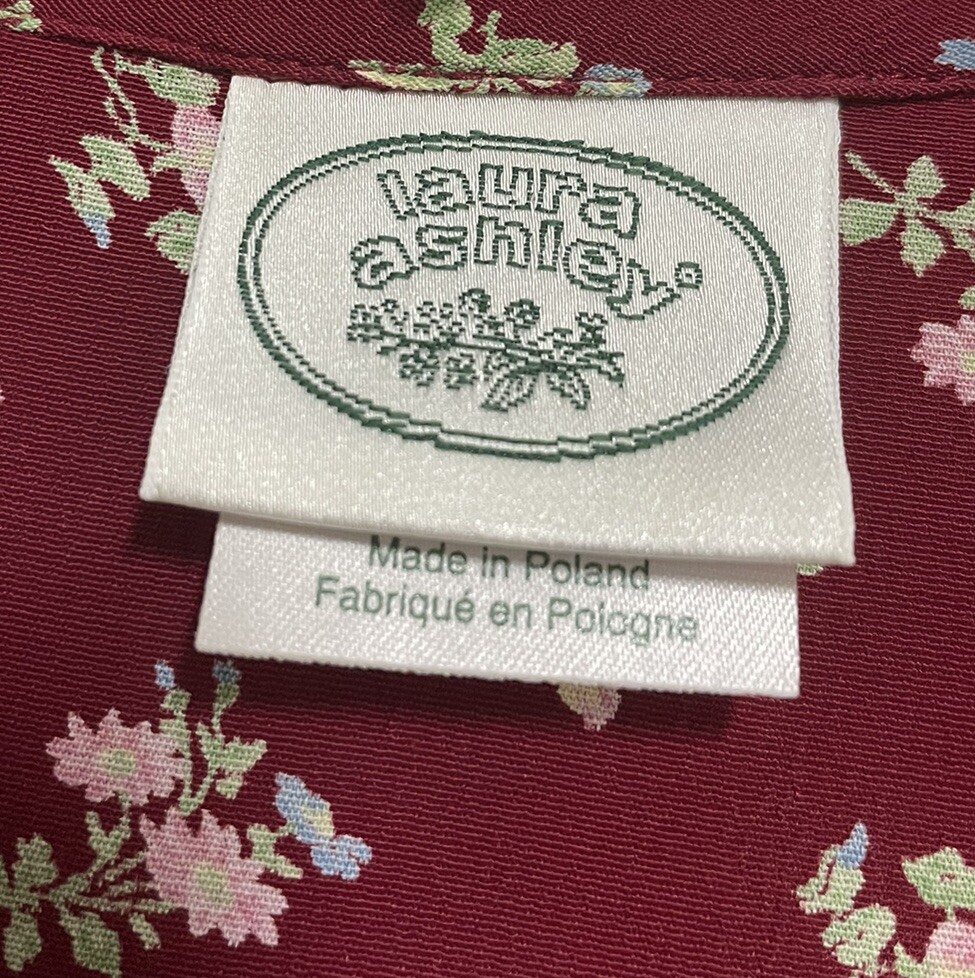 laura
ashley®
Made in Poland
Fabriqué en Pologne